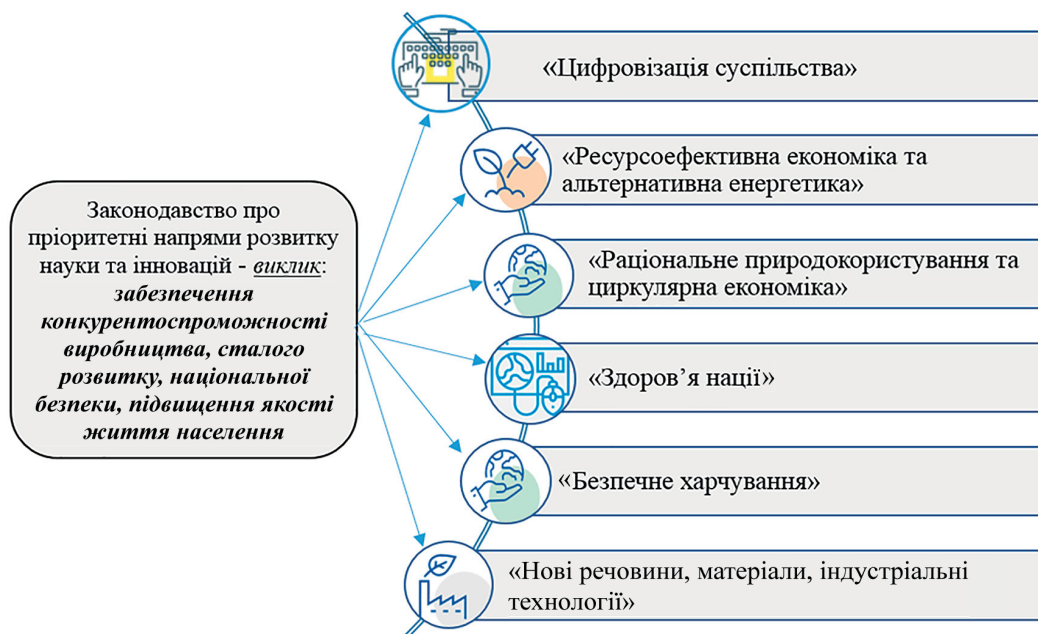 Законодавство про
пріоритетні напрями розвитку
науки та інновацій - виклик:
забезпечення
конкурентоспроможності
виробництва, сталого
розвитку, національної
безпеки, підвищення якості
життя населення
«Цифровізація суспільства»
«Ресурсоефективна економіка та
альтернативна енергетика»
«Раціональне природокористування та
циркулярна економіка»
«Здоров’я нації»
«Безпечне харчування»
«Нові речовини, матеріали, індустріальні
технології»